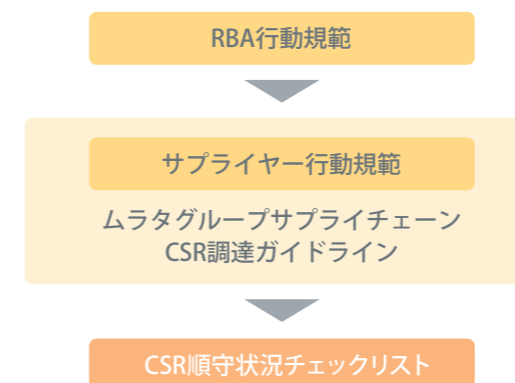 RBA行動規範
サプライヤー行動規範
ムラタグループサプライチェーン
CSR調達ガイドライン
CSR順守状況チェックリスト